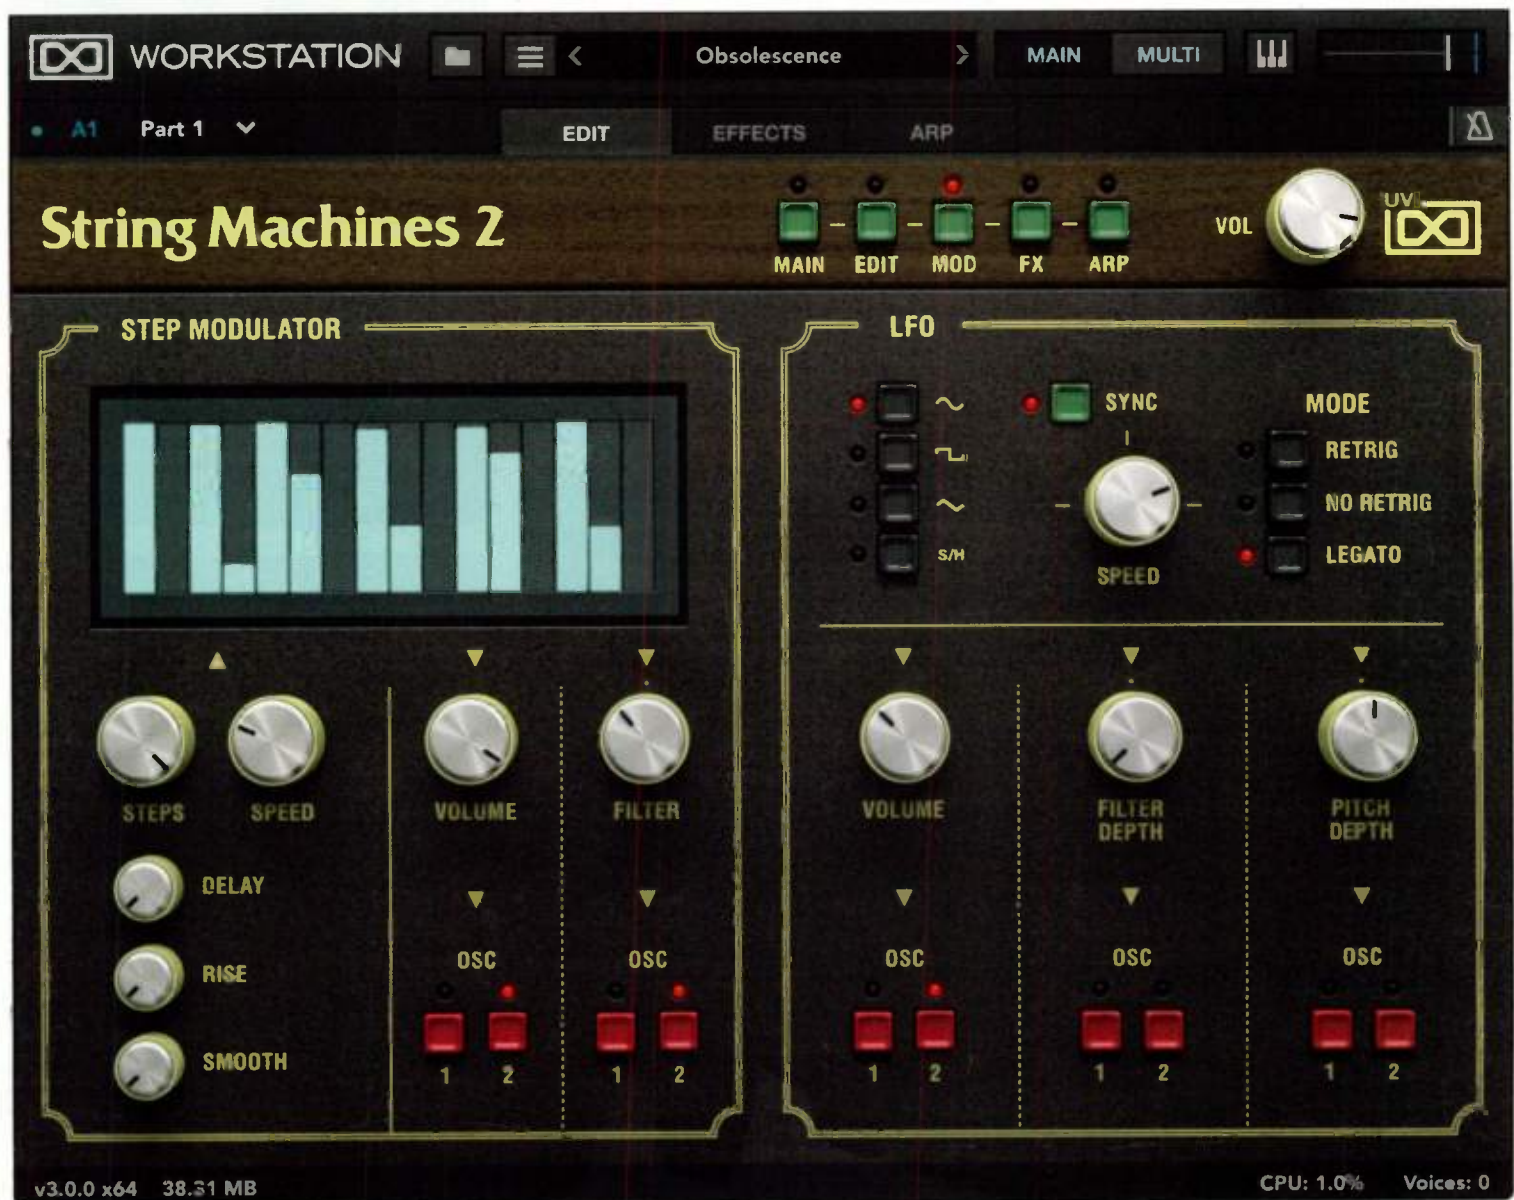 WORKSTATION
Obsolescence
MAIN MULTI
A1 Part 1
EDIT EFFECTS ARP
String Machines 2
MAIN EDIT MOD FX ARP
VOL
UVI
STEP MODULATOR
LFO
SYNC
MODE
RETRIG
NO RETRIG
S/H
LEGATO
SPEED
STEPS SPEED VOLUME FILTER
VOLUME FILTER DEPTH PITCH DEPTH
DELAY
RISE
SMOOTH
OSC OSC OSC OSC OSC
1 2 1 2 1 2 1 2 1 2
v3.0.0 x64 38.31 MB
CPU: 1.0% Voices: 0